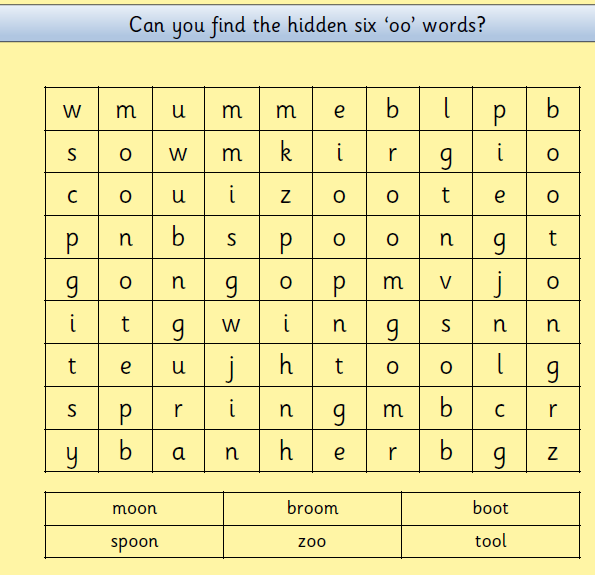 Can you find the hidden six ‘oo’ words?
w m u m m e b l p b
s o w m k i r g i o
c o u i z o o t e o
p n b s p o o n g t
g o n g o p m v j o
i t g w i n g s n n
t e u j h t o o l g
s p r i n g m b c r
y b a n h e r b g z
moon broom boot
spoon zoo tool